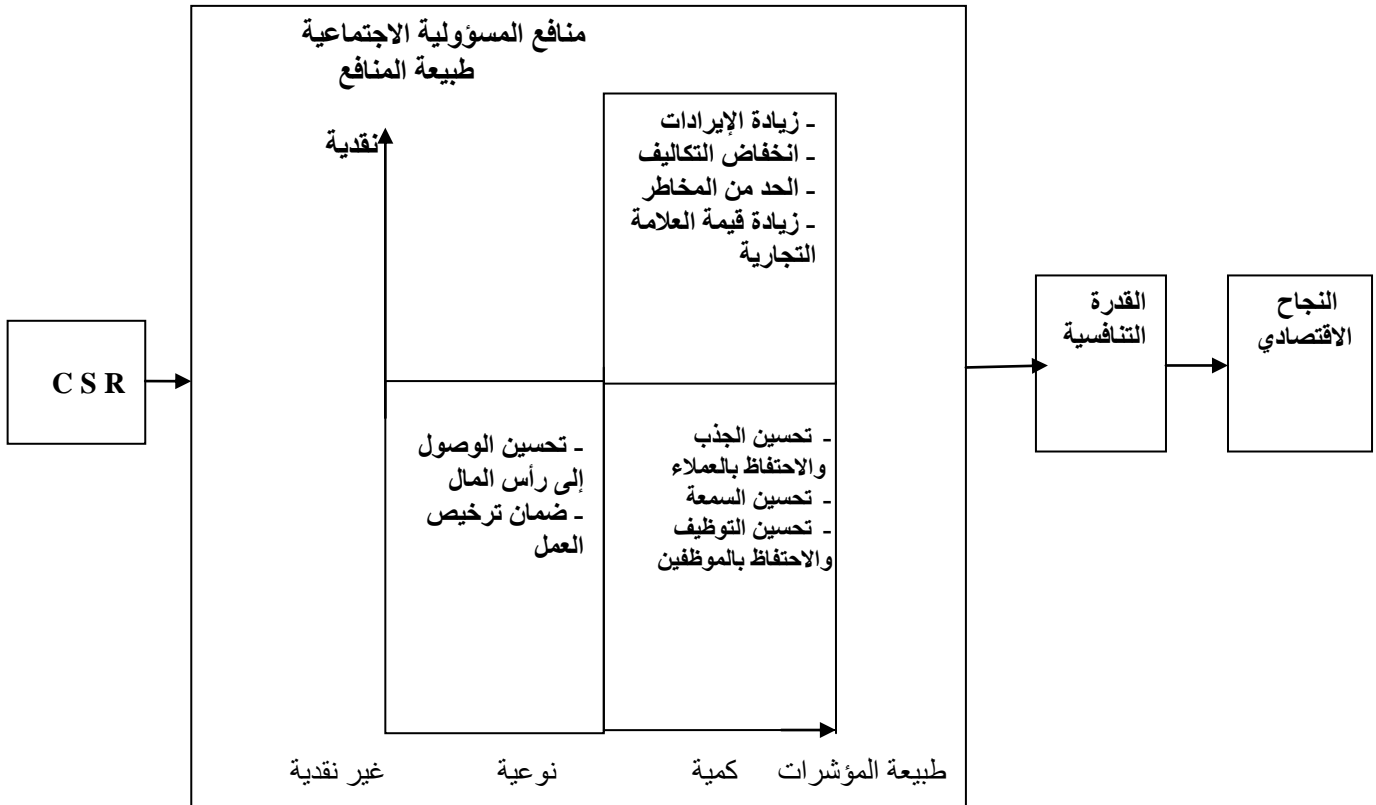 منافع المسؤولية الاجتماعية
طبيعة المنافع
نقدية
- زيادة الإيرادات
- انخفاض التكاليف
- الحد من المخاطر
- زيادة قيمة العلامة
التجارية
القدرة
التنافسية
النجاح
الاقتصادي
C S R
- تحسين الوصول
إلى رأس المال
- ضمان ترخيص
العمل
- تحسين الجذب
والاحتفاظ بالعملاء
- تحسين السمعة
- تحسين التوظيف
والاحتفاظ بالموظفين
طبيعة المؤشرات
كمية
نوعية
غير نقدية